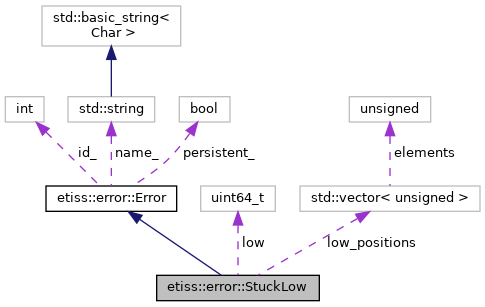 std::basic_string<
Char >
int
std::string
bool
unsigned
id_
name_
persistent_
elements
etiss::error::Error
uint64_t
std::vector< unsigned >
low
low_positions
etiss::error::StuckLow